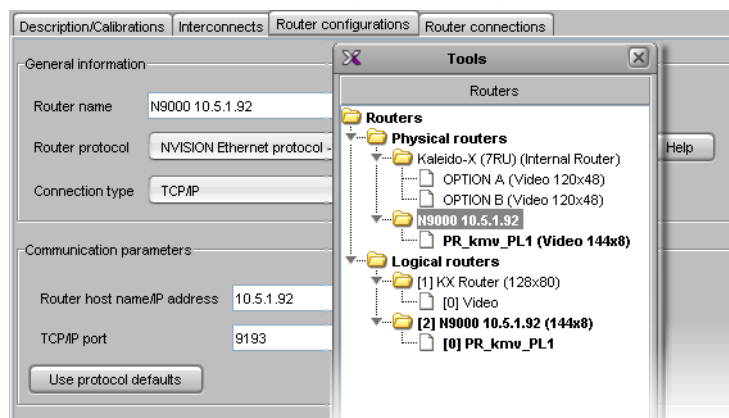 Description/Calibrations Interconnects Router configurations Router connections
General information
Router name N9000 10.5.1.92
Router protocol NVISION Ethernet protocol - Help
Connection type TCP/IP
Communication parameters
Router host name/IP address 10.5.1.92
TCP/IP port 9193
Use protocol defaults
Tools
Routers
Routers
Physical routers
Kaleido-X (7RU) (Internal Router)
OPTION A (Video 120x48)
OPTION B (Video 120x48)
N9000 10.5.1.92
PR_kmv_PL1 (Video 144x8)
Logical routers
[1] KX Router (128x80)
[0] Video
[2] N9000 10.5.1.92 (144x8)
[0] PR_kmv_PL1